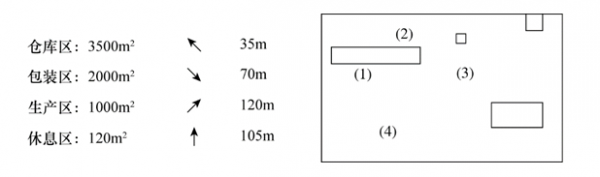 仓库区：3500m² ↖ 35m
包装区：2000m² ↘ 70m
生产区：1000m² ↗ 120m
休息区：120m² ↑ 105m
(2)
(1) (3)
(4)